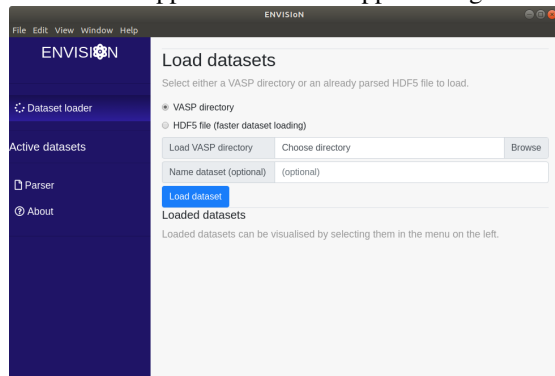 ENVISIoN
File Edit View Window Help
ENVISION
Dataset loader
Active datasets
Parser
About
Load datasets
Select either a VASP directory or an already parsed HDF5 file to load.
VASP directory
HDF5 file (faster dataset loading)
Load VASP directory Choose directory Browse
Name dataset (optional) (optional)
Load dataset
Loaded datasets
Loaded datasets can be visualised by selecting them in the menu on the left.